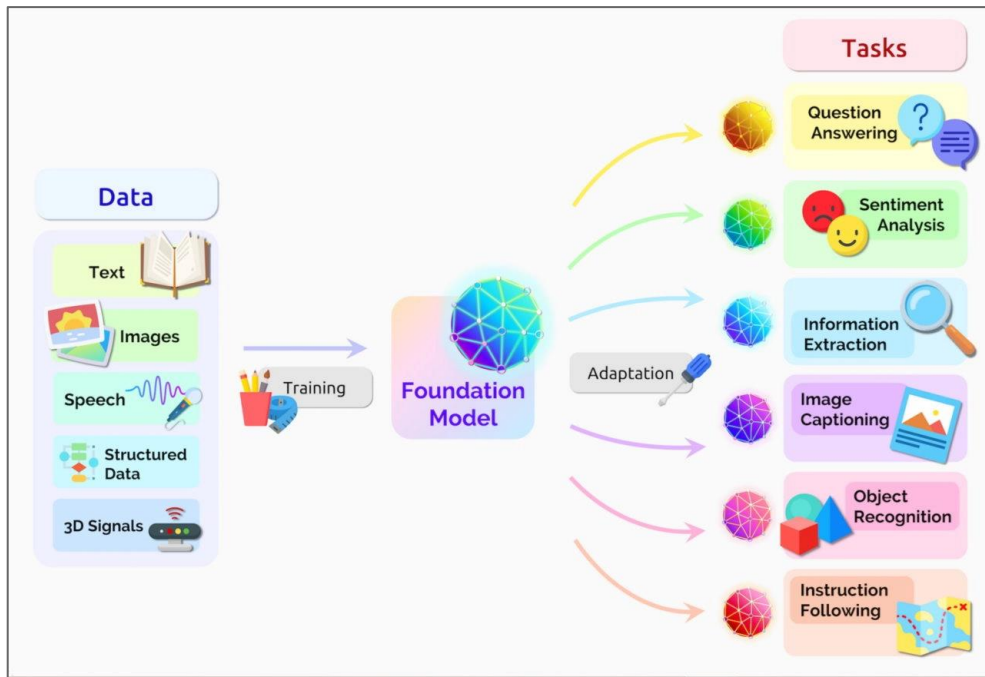 Data
Text
Images
Speech
Structured
Data
3D Signals
Training
Foundation
Model
Adaptation
Tasks
Question
Answering
?
Sentiment
Analysis
Information
Extraction
Image
Captioning
Object
Recognition
Instruction
Following